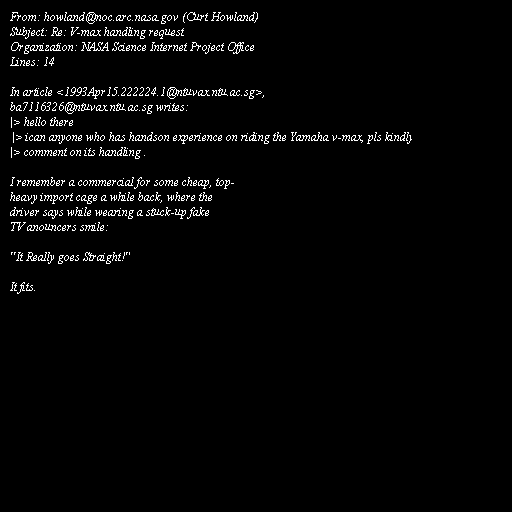 From: howland@noc.arc.nasa.gov (Curt Howland)
Subject: Re: V-max handling request
Organization: NASA Science Internet Project Office
Lines: 14

In article <1993Apr15.222224.1@ntuvax.ntu.ac.sg>,
ba7116326@ntuvax.ntu.ac.sg writes:
|> hello there
|> ican anyone who has handson experience on riding the Yamaha v-max, pls kindly
|> comment on its handling .

I remember a commercial for some cheap, top-
heavy import cage a while back, where the
driver says while wearing a stuck-up fake
TV anouncers smile:

"It Really goes Straight!"

It fits.